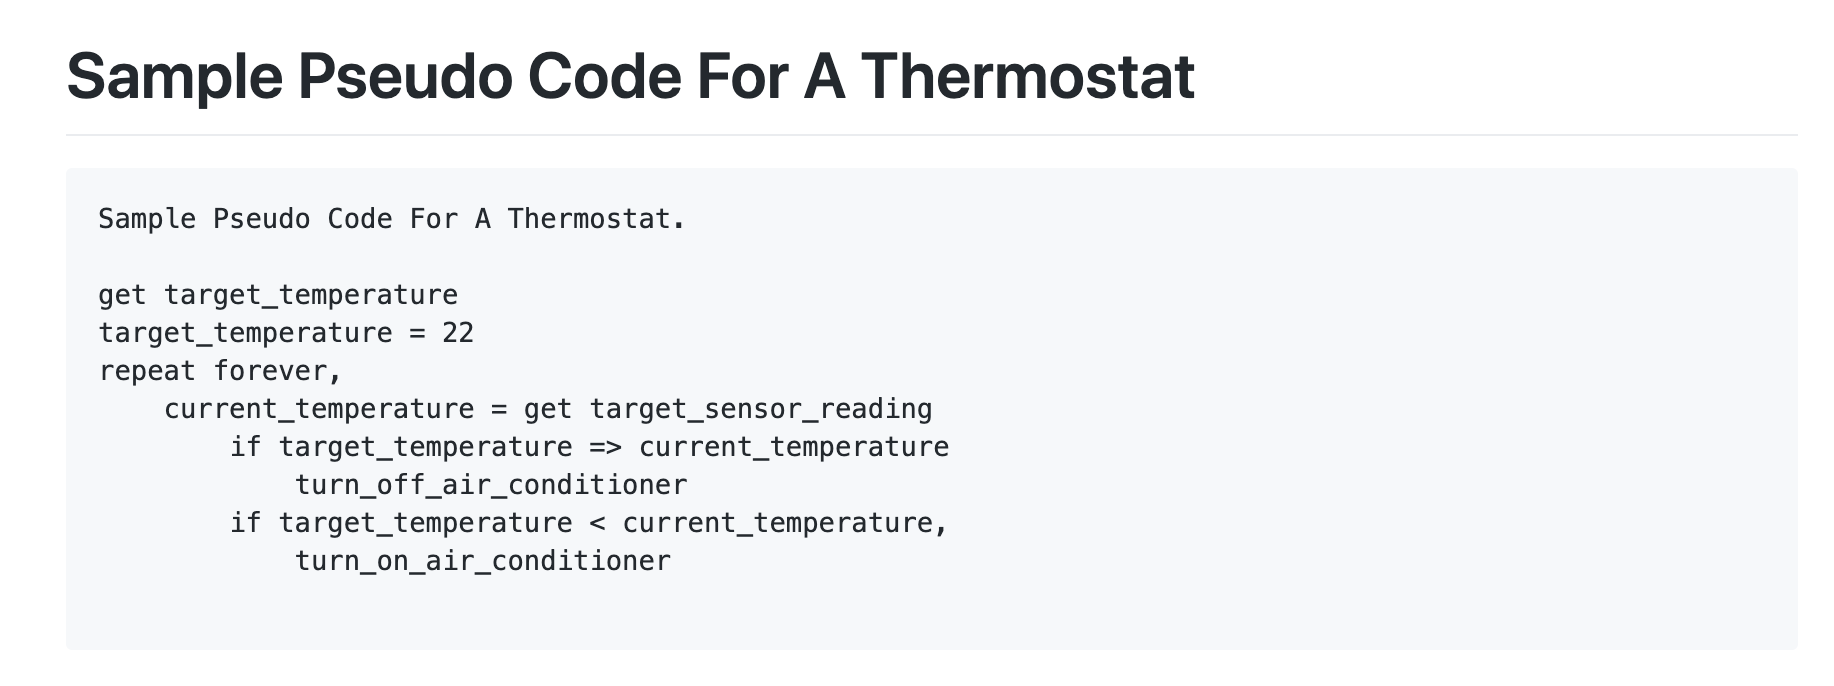 Sample Pseudo Code For A Thermostat
Sample Pseudo Code For A Thermostat.
get target_temperature
target_temperature = 22
repeat forever,
current_temperature = get target_sensor_reading
if target_temperature => current_temperature
turn_off_air_conditioner
if target_temperature < current_temperature,
turn_on_air_conditioner